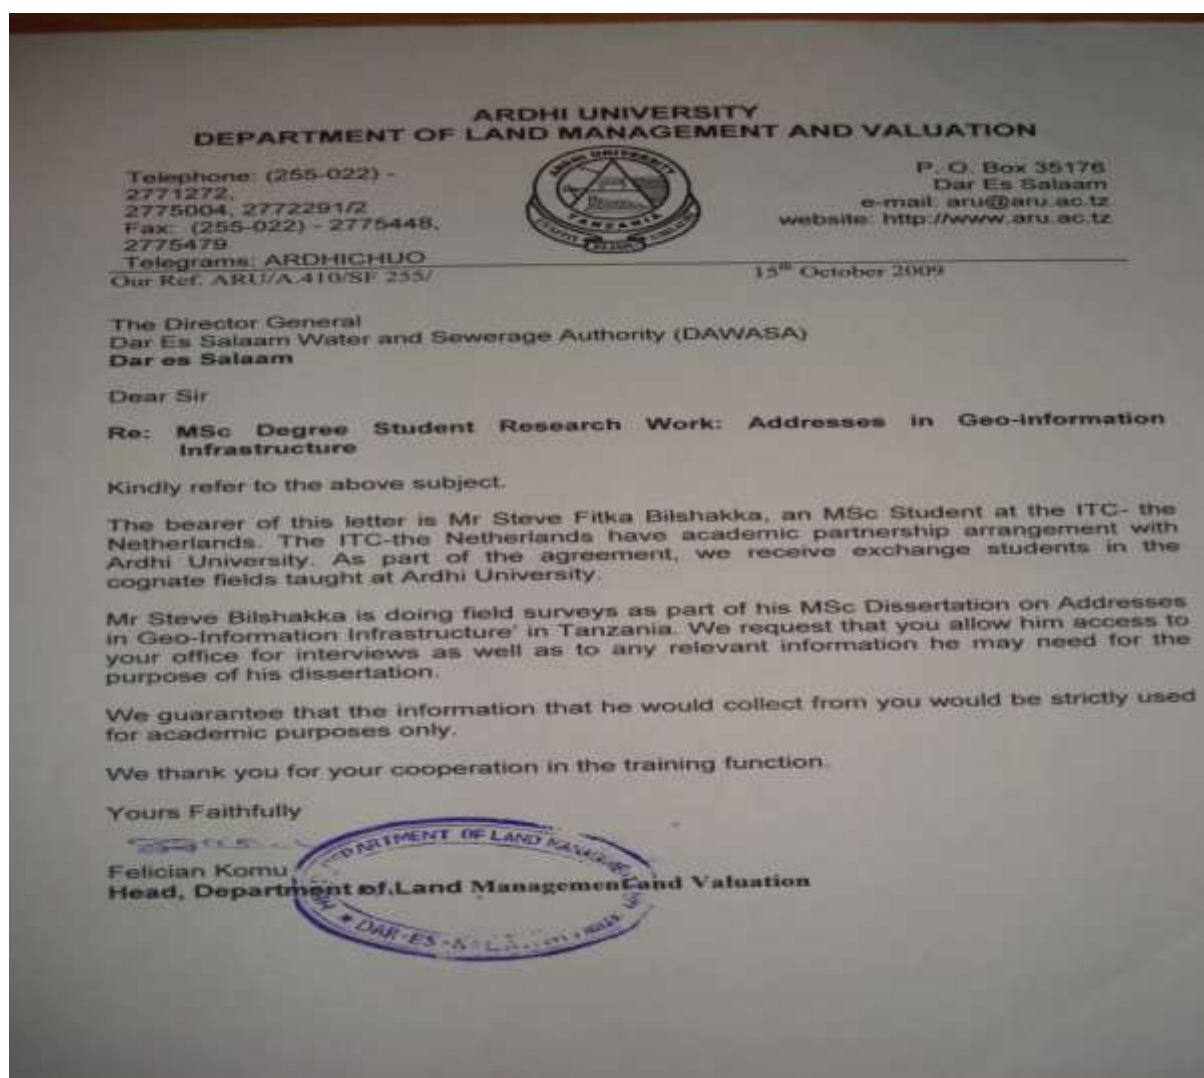 ARDHI UNIVERSITY
DEPARTMENT OF LAND MANAGEMENT AND VALUATION
Telephone: (255-022) -
2771272,
2775004, 2772291/2
Fax: (255-022) - 2775448,
2775479
Telegrams: ARDHICHUO
ARDHI UNIVERSITY
TANZANIA
P. O. Box 35176
Dar Es Salaam
e-mail: aru@aru.ac.tz
website: http://www.aru.ac.tz
Our Ref. ARU/A.410/SF 255/
15th October 2009
The Director General
Dar Es Salaam Water and Sewerage Authority (DAWASA)
Dar es Salaam
Dear Sir
Re: MSc Degree Student Research Work: Addresses in Geo-Information
Infrastructure
Kindly refer to the above subject.
The bearer of this letter is Mr Steve Fitka Bilshakka, an MSc Student at the ITC- the
Netherlands. The ITC-the Netherlands have academic partnership arrangement with
Ardhi University. As part of the agreement, we receive exchange students in the
cognate fields taught at Ardhi University.
Mr Steve Bilshakka is doing field surveys as part of his MSc Dissertation on Addresses
in Geo-Information Infrastructure' in Tanzania. We request that you allow him access to
your office for interviews as well as to any relevant information he may need for the
purpose of his dissertation.
We guarantee that the information that he would collect from you would be strictly used
for academic purposes only.
We thank you for your cooperation in the training function.
Yours Faithfully
Felician Komu
Head, Department of Land Management and Valuation
DEPARTMENT OF LAND
DAR-ES-